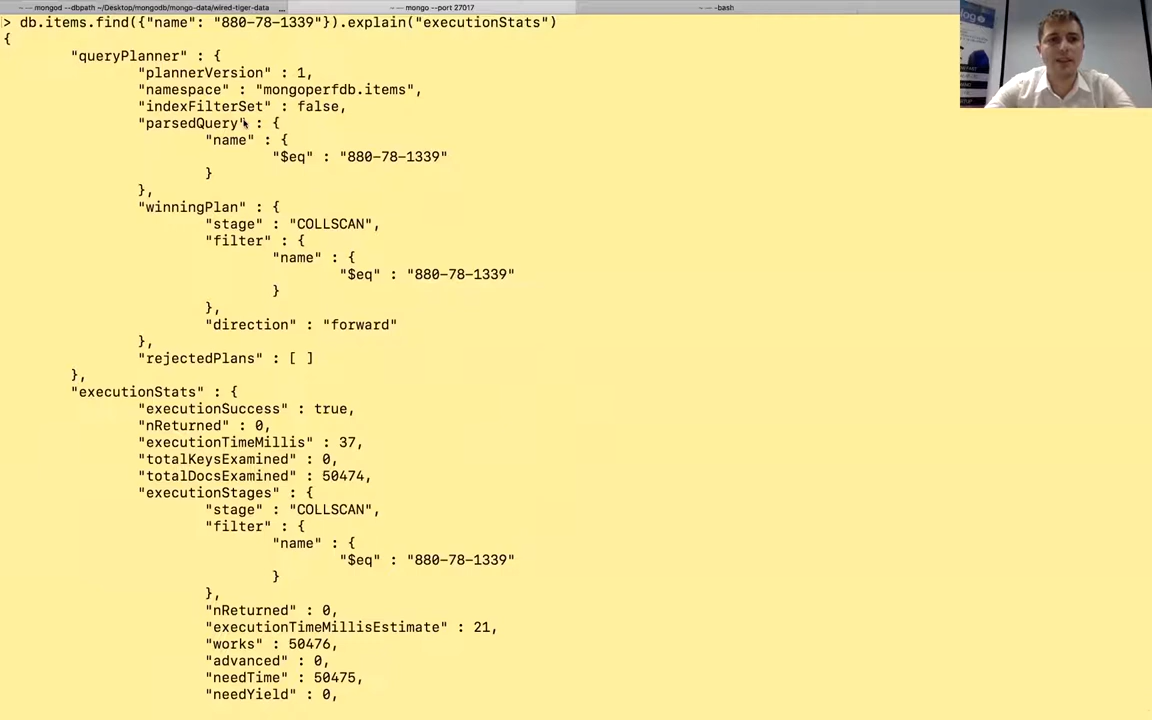 ~ — mongod --dbpath ~/Desktop/mongodb/mongo-data/wired-tiger-data
...
~ — mongo --port 27017
~ — -bash
> db.items.find({"name": "880-78-1339"}).explain("executionStats")
{
"queryPlanner" : {
"plannerVersion" : 1,
"namespace" : "mongoperfdb.items",
"indexFilterSet" : false,
"parsedQuery" : {
"name" : {
"$eq" : "880-78-1339"
}
},
"winningPlan" : {
"stage" : "COLLSCAN",
"filter" : {
"name" : {
"$eq" : "880-78-1339"
}
},
"direction" : "forward"
},
"rejectedPlans" : [ ]
},
"executionStats" : {
"executionSuccess" : true,
"nReturned" : 0,
"executionTimeMillis" : 37,
"totalKeysExamined" : 0,
"totalDocsExamined" : 50474,
"executionStages" : {
"stage" : "COLLSCAN",
"filter" : {
"name" : {
"$eq" : "880-78-1339"
}
},
"nReturned" : 0,
"executionTimeMillisEstimate" : 21,
"works" : 50476,
"advanced" : 0,
"needTime" : 50475,
"needYield" : 0,